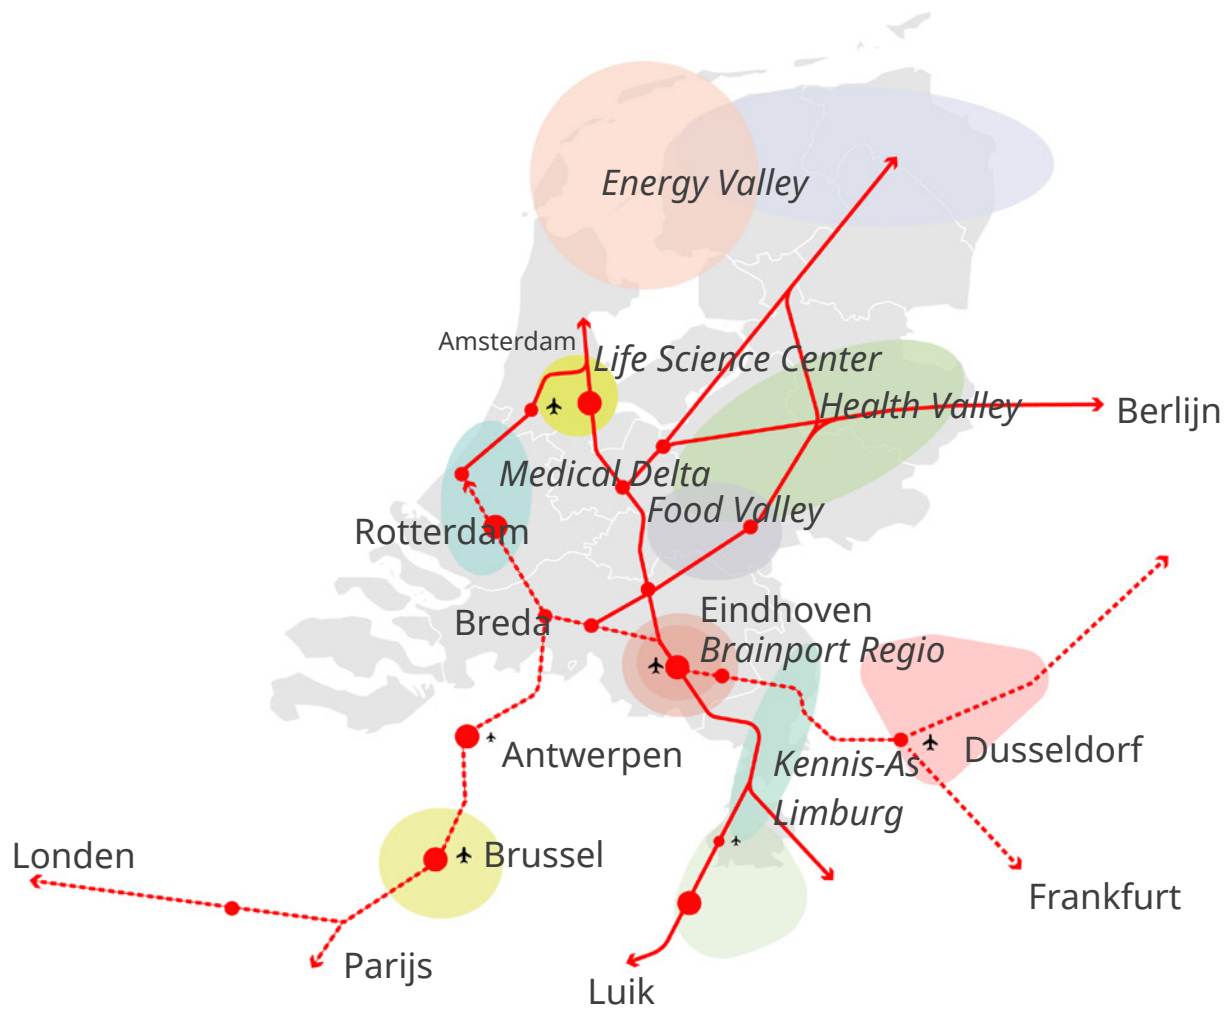 Energy Valley
Amsterdam
Life Science Center
Health Valley
Berlijn
Medical Delta
Food Valley
Rotterdam
Eindhoven
Breda
Brainport Regio
Antwerpen
Dusseldorf
Kennis-As
Limburg
Londen
Brussel
Frankfurt
Parijs
Luik